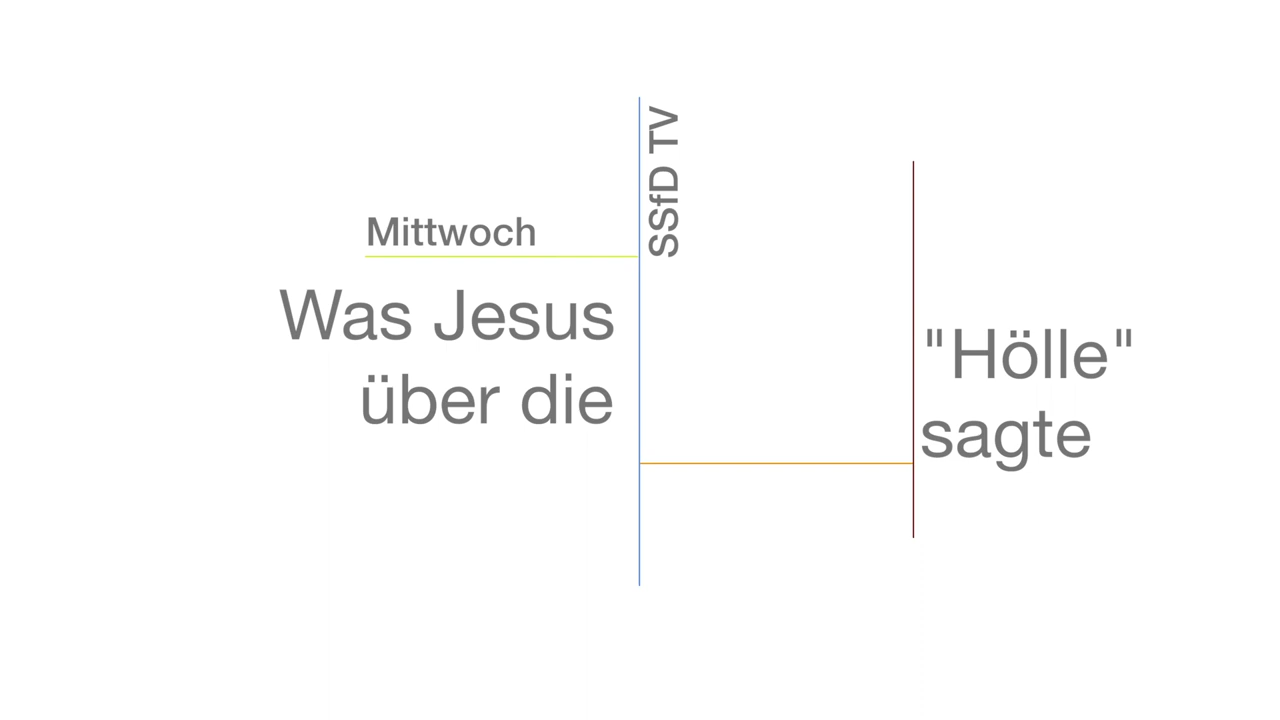 SSfD TV
Mittwoch
Was Jesus
über die
"Hölle"
sagte